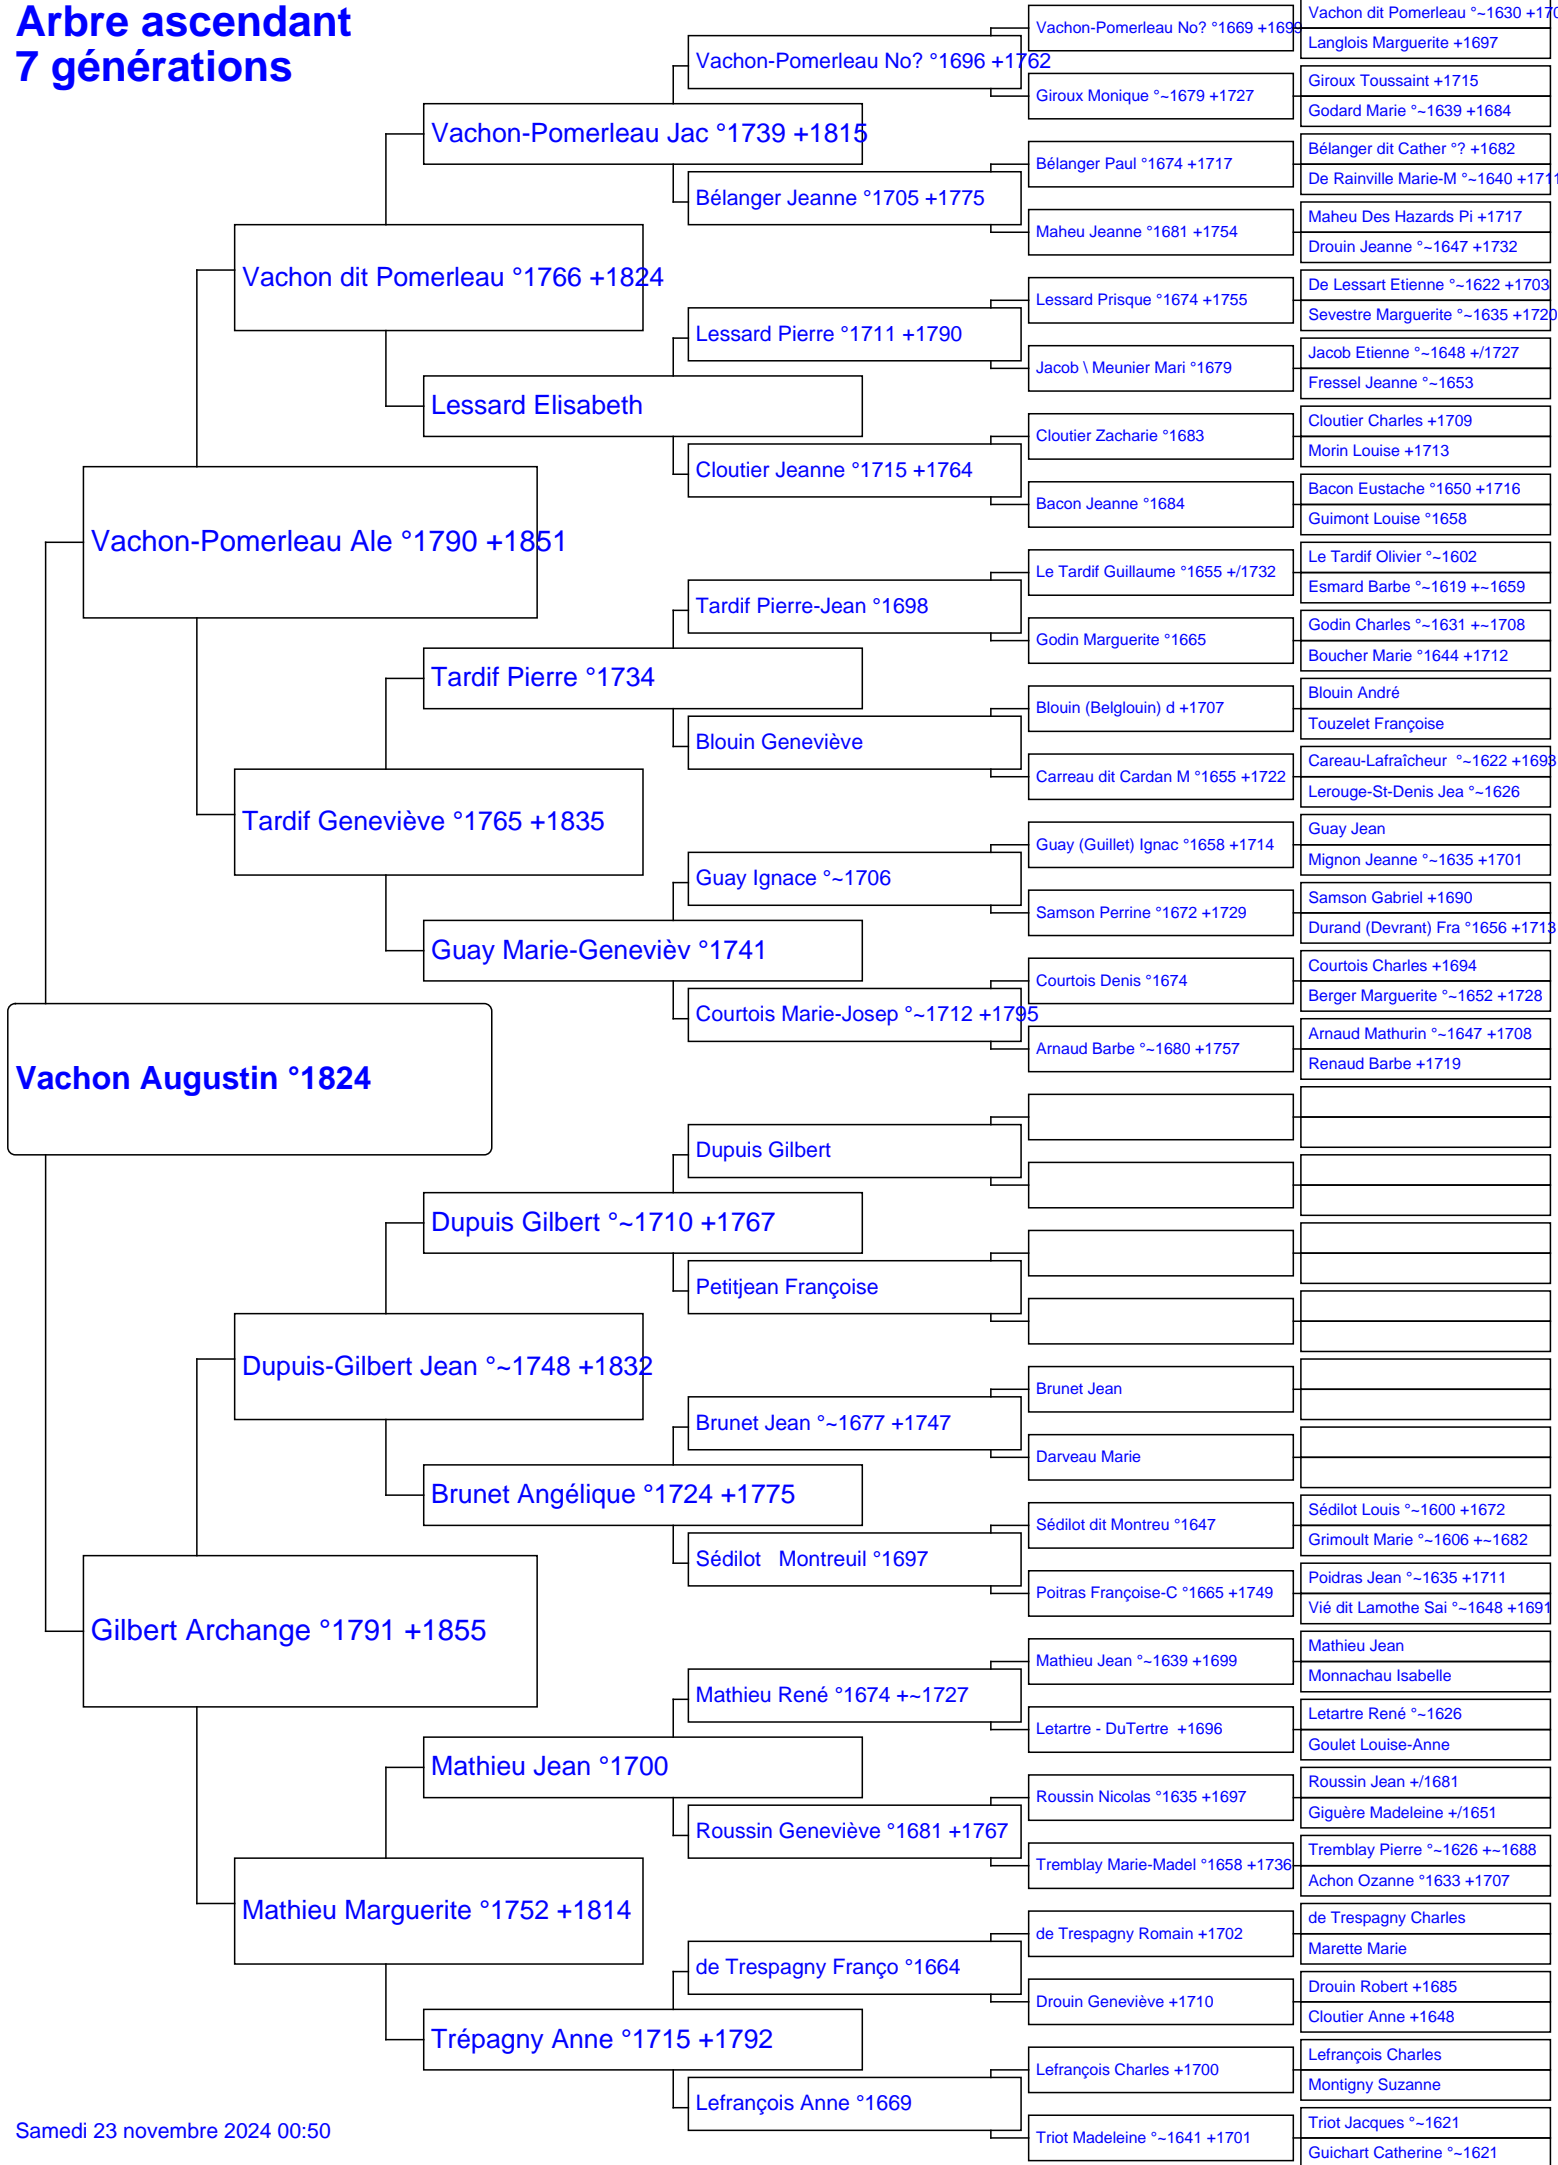 Arbre ascendant
7 générations
Vachon Augustin °1824
Vachon-Pomerleau Ale °1790 +1851
Gilbert Archange °1791 +1855
Vachon dit Pomerleau °1766 +1824
Tardif Geneviève °1765 +1835
Dupuis-Gilbert Jean °~1748 +1832
Mathieu Marguerite °1752 +1814
Vachon-Pomerleau Jac °1739 +1815
Lessard Elisabeth
Tardif Pierre °1734
Guay Marie-Genevièv °1741
Dupuis Gilbert °~1710 +1767
Brunet Angélique °1724 +1775
Mathieu Jean °1700
Trépagny Anne °1715 +1792
Vachon-Pomerleau No? °1696 +1762
Bélanger Jeanne °1705 +1775
Lessard Pierre °1711 +1790
Cloutier Jeanne °1715 +1764
Tardif Pierre-Jean °1698
Blouin Geneviève
Guay Ignace °~1706
Courtois Marie-Josep °~1712 +1795
Dupuis Gilbert
Petitjean Françoise
Brunet Jean °~1677 +1747
Sédilot   Montreuil °1697
Mathieu René °1674 +~1727
Roussin Geneviève °1681 +1767
de Trespagny Franço °1664
Lefrançois Anne °1669
Vachon-Pomerleau No? °1669 +1699
Giroux Monique °~1679 +1727
Bélanger Paul °1674 +1717
Maheu Jeanne °1681 +1754
Lessard Prisque °1674 +1755
Jacob \ Meunier Mari °1679
Cloutier Zacharie °1683
Bacon Jeanne °1684
Le Tardif Guillaume °1655 +/1732
Godin Marguerite °1665
Blouin (Belglouin) d +1707
Carreau dit Cardan M °1655 +1722
Guay (Guillet) Ignac °1658 +1714
Samson Perrine °1672 +1729
Courtois Denis °1674
Arnaud Barbe °~1680 +1757
Brunet Jean
Darveau Marie
Sédilot dit Montreu °1647
Poitras Françoise-C °1665 +1749
Mathieu Jean °~1639 +1699
Letartre - DuTertre  +1696
Roussin Nicolas °1635 +1697
Tremblay Marie-Madel °1658 +1736
de Trespagny Romain +1702
Drouin Geneviève +1710
Lefrançois Charles +1700
Triot Madeleine °~1641 +1701
Vachon dit Pomerleau °~1630 +170
Langlois Marguerite +1697
Giroux Toussaint +1715
Godard Marie °~1639 +1684
Bélanger dit Cather °? +1682
De Rainville Marie-M °~1640 +1711
Maheu Des Hazards Pi +1717
Drouin Jeanne °~1647 +1732
De Lessart Etienne °~1622 +1703
Sevestre Marguerite °~1635 +1720
Jacob Etienne °~1648 +/1727
Fressel Jeanne °~1653
Cloutier Charles +1709
Morin Louise +1713
Bacon Eustache °1650 +1716
Guimont Louise °1658
Le Tardif Olivier °~1602
Esmard Barbe °~1619 +~1659
Godin Charles °~1631 +~1708
Boucher Marie °1644 +1712
Blouin André
Touzelet Françoise
Careau-Lafraîcheur  °~1622 +1693
Lerouge-St-Denis Jea °~1626
Guay Jean
Mignon Jeanne °~1635 +1701
Samson Gabriel +1690
Durand (Devrant) Fra °1656 +1713
Courtois Charles +1694
Berger Marguerite °~1652 +1728
Arnaud Mathurin °~1647 +1708
Renaud Barbe +1719
Sédilot Louis °~1600 +1672
Grimoult Marie °~1606 +~1682
Poidras Jean °~1635 +1711
Vié dit Lamothe Sai °~1648 +1691
Mathieu Jean
Monnachau Isabelle
Letartre René °~1626
Goulet Louise-Anne
Roussin Jean +/1681
Giguère Madeleine +/1651
Tremblay Pierre °~1626 +~1688
Achon Ozanne °1633 +1707
de Trespagny Charles
Marette Marie
Drouin Robert +1685
Cloutier Anne +1648
Lefrançois Charles
Montigny Suzanne
Triot Jacques °~1621
Guichart Catherine °~1621
Samedi 23 novembre 2024 00:50